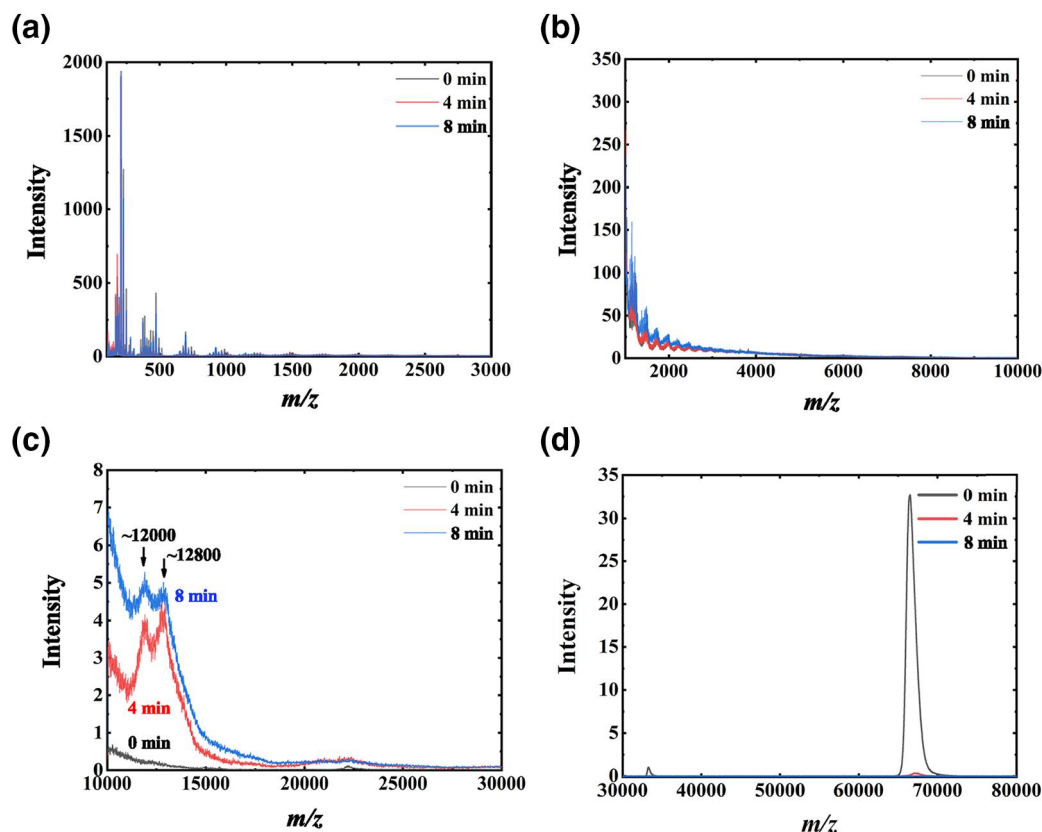 (a)
2000
1500
1000
500
0
Intensity
0 min
4 min
8 min
500 1000 1500 2000 2500 3000
m/z
(b)
350
300
250
200
150
100
50
0
Intensity
0 min
4 min
8 min
2000 4000 6000 8000 10000
m/z
(c)
8
7
6
5
4
3
2
1
0
Intensity
0 min
4 min
8 min
~12000
~12800
8 min
4 min
0 min
10000 15000 20000 25000 30000
m/z
(d)
35
30
25
20
15
10
5
0
Intensity
0 min
4 min
8 min
30000 40000 50000 60000 70000 80000
m/z